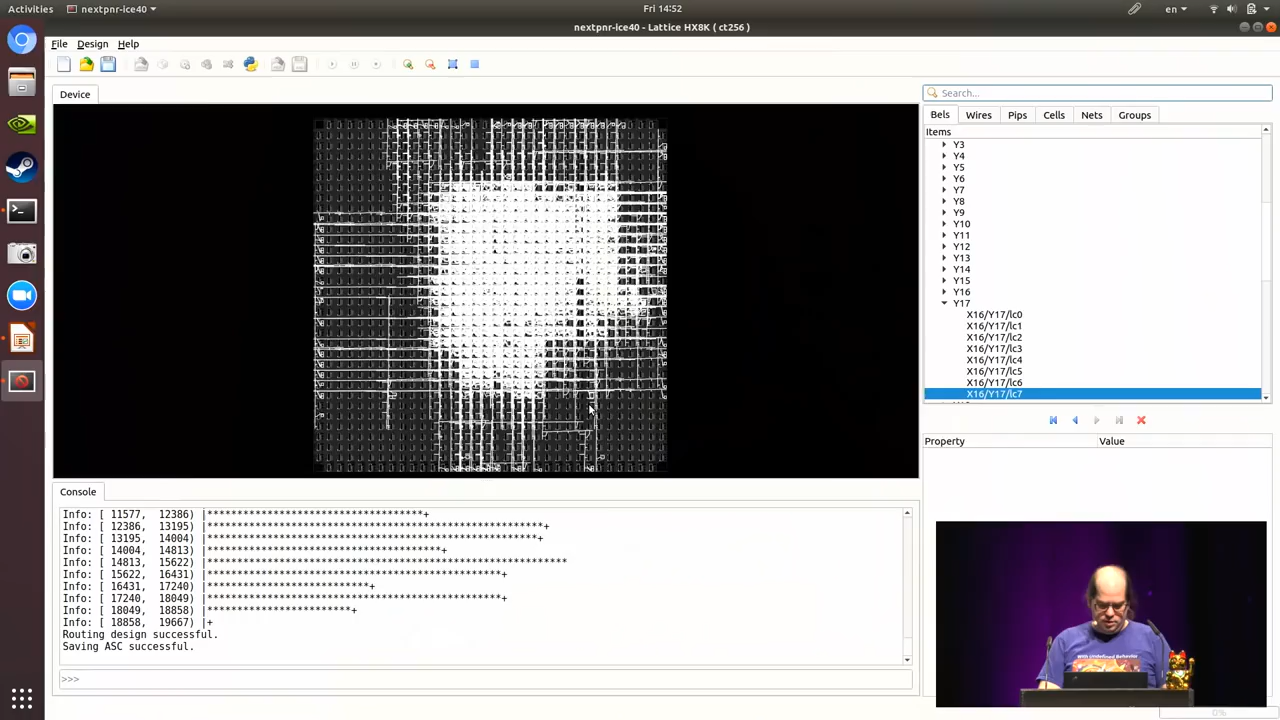 Activities
nextpnr-ice40
Fri 14:52
en
nextpnr-ice40 - Lattice HX8K ( ct256 )
File Design Help
Device
Search...
Bels Wires Pips Cells Nets Groups
Items
Y3
Y4
Y5
Y6
Y7
Y8
Y9
Y10
Y11
Y12
Y13
Y14
Y15
Y16
Y17
X16/Y17/lc0
X16/Y17/lc1
X16/Y17/lc2
X16/Y17/lc3
X16/Y17/lc4
X16/Y17/lc5
X16/Y17/lc6
X16/Y17/lc7
Property Value
Console
Info: [ 11577, 12386) |************************************+
Info: [ 12386, 13195) |********************************************************+
Info: [ 13195, 14004) |*******************************************************+
Info: [ 14004, 14813) |***************************************+
Info: [ 14813, 15622) |************************************************************
Info: [ 15622, 16431) |*************************************************+
Info: [ 16431, 17240) |***************************+
Info: [ 17240, 18049) |*************************************************+
Info: [ 18049, 18858) |************************+
Info: [ 18858, 19667) |+
Routing design successful.
Saving ASC successful.
>>>
With Undefined Behavior
0%